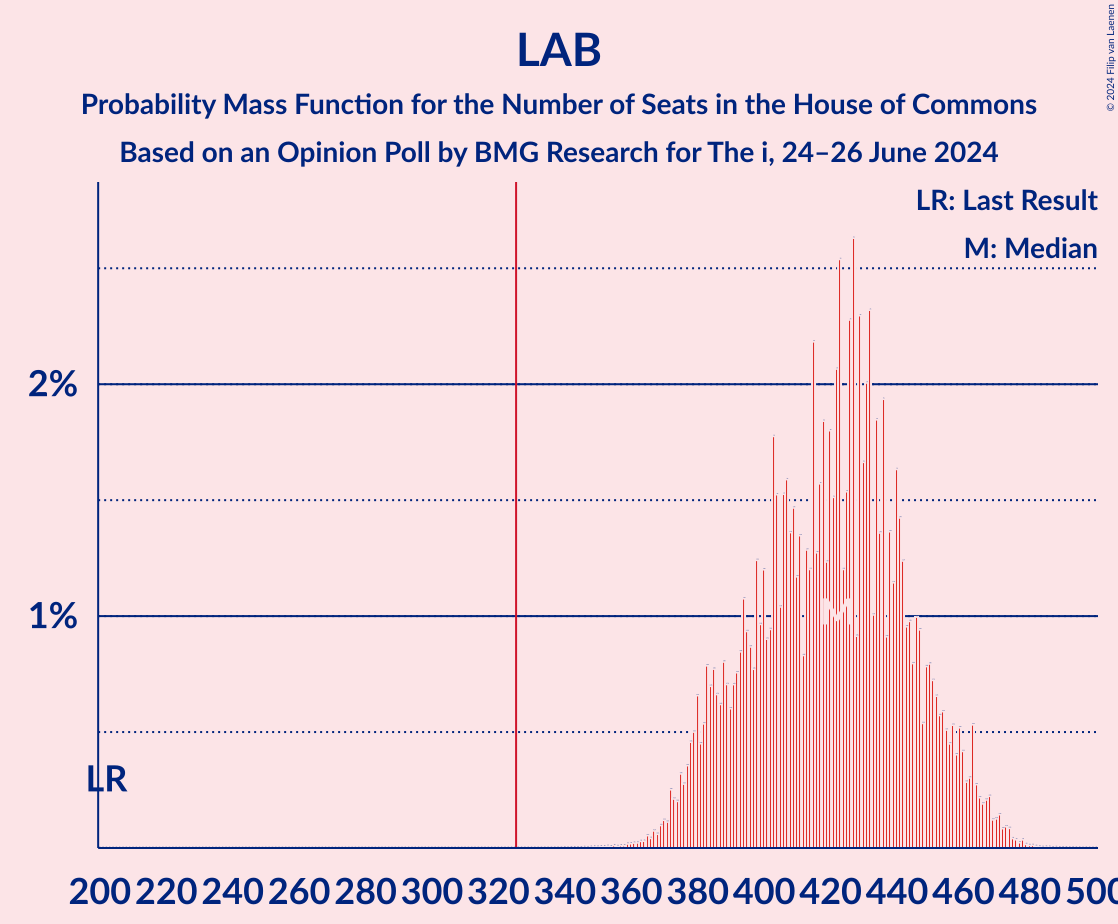 LAB
Probability Mass Function for the Number of Seats in the House of Commons
Based on an Opinion Poll by BMG Research for The i, 24–26 June 2024
© 2024 Filip van Laenen
LR: Last Result
M: Median
2%
1%
LR
M
200 220 240 260 280 300 320 340 360 380 400 420 440 460 480 500